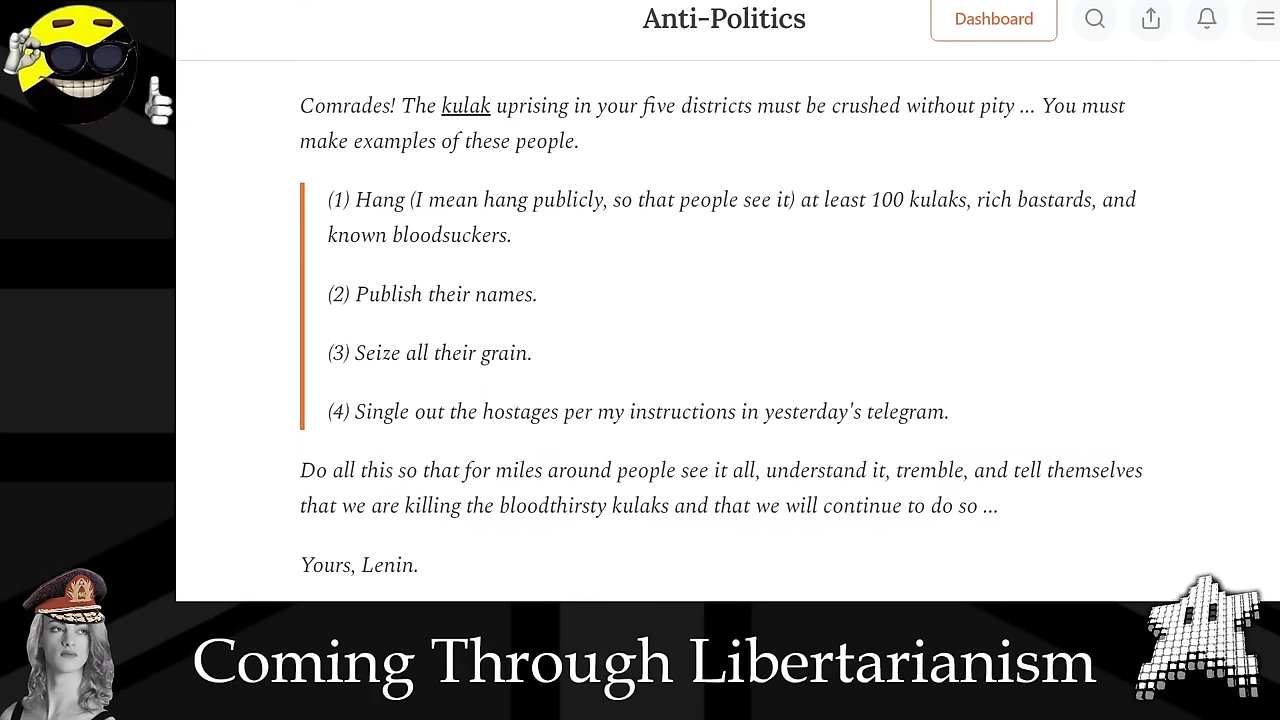 Anti-Politics
Dashboard
Comrades! The kulak uprising in your five districts must be crushed without pity ... You must
make examples of these people.
(1) Hang (I mean hang publicly, so that people see it) at least 100 kulaks, rich bastards, and
known bloodsuckers.
(2) Publish their names.
(3) Seize all their grain.
(4) Single out the hostages per my instructions in yesterday's telegram.
Do all this so that for miles around people see it all, understand it, tremble, and tell themselves
that we are killing the bloodthirsty kulaks and that we will continue to do so ...
Yours, Lenin.
Coming Through Libertarianism